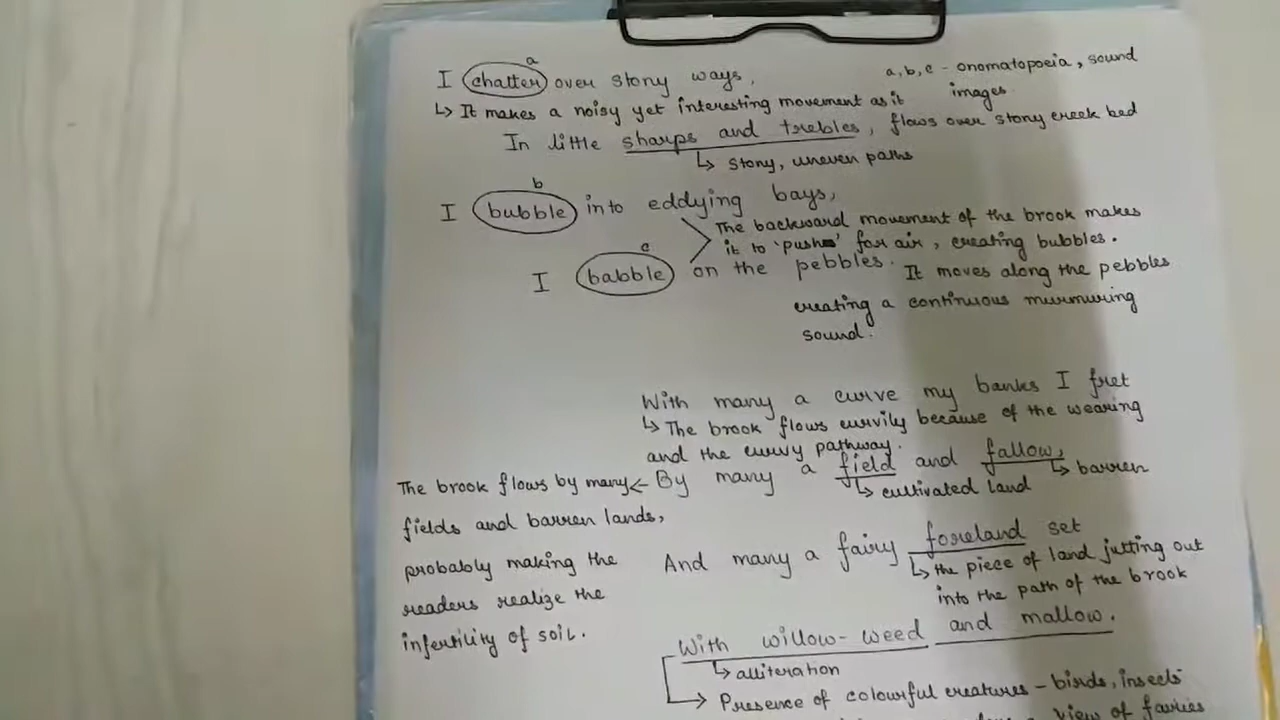 a
I chatter over stony ways,
a, b, c - onomatopoeia, sound images
↳ It makes a noisy yet interesting movement as it flows over stony creek bed
In little sharps and trebles,
↳ stony, uneven paths
b
I bubble into eddying bays,
The backward movement of the brook makes
it to 'push' for air, creating bubbles.
c
I babble on the pebbles.
It moves along the pebbles
creating a continuous murmuring
sound.
With many a curve my banks I fret
↳ The brook flows curvily because of the wearing
and the curvy pathway.
By many a field and fallow,
↳ barren
↳ cultivated land
The brook flows by many
fields and barren lands,
probably making the
readers realize the
infertility of soil.
And many a fairy foreland set
↳ the piece of land jutting out
into the path of the brook
With willow-weed and mallow.
↳ alliteration
→ Presence of colourful creatures - birds, insects
view of fairies